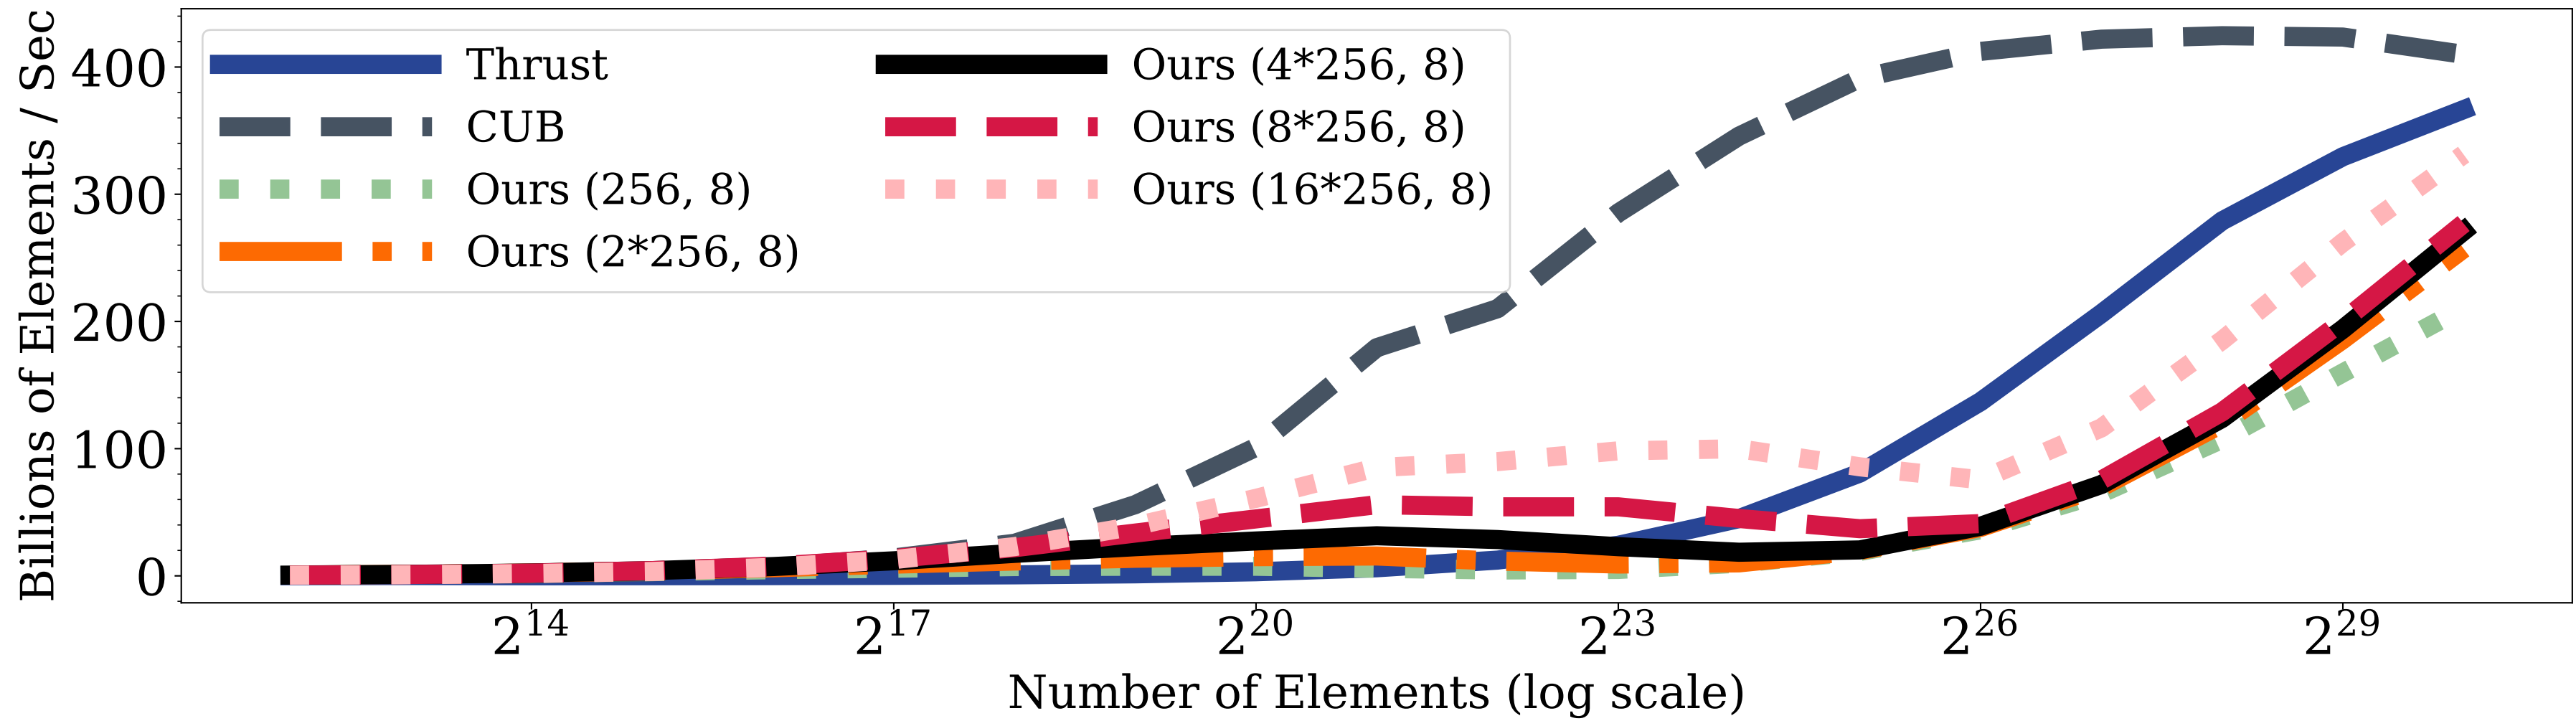 Billions of Elements / Sec
400
300
200
100
0
Thrust
CUB
Ours (256, 8)
Ours (2*256, 8)
Ours (4*256, 8)
Ours (8*256, 8)
Ours (16*256, 8)
2^14 2^17 2^20 2^23 2^26 2^29
Number of Elements (log scale)